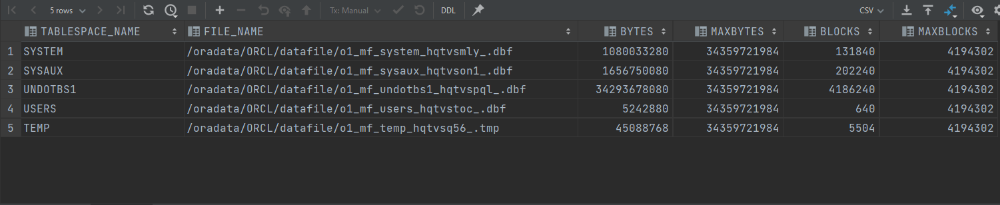 5 rows Tx: Manual DDL CSV
TABLESPACE_NAME FILE_NAME BYTES MAXBYTES BLOCKS MAXBLOCKS
1 SYSTEM /oradata/ORCL/datafile/o1_mf_system_hqtvsmly_.dbf 1080033280 34359721984 131840 4194302
2 SYSAUX /oradata/ORCL/datafile/o1_mf_sysaux_hqtvson1_.dbf 1656750080 34359721984 202240 4194302
3 UNDOTBS1 /oradata/ORCL/datafile/o1_mf_undotbs1_hqtvspql_.dbf 34293678080 34359721984 4186240 4194302
4 USERS /oradata/ORCL/datafile/o1_mf_users_hqtvstoc_.dbf 5242880 34359721984 640 4194302
5 TEMP /oradata/ORCL/datafile/o1_mf_temp_hqtvsq56_.tmp 45088768 34359721984 5504 4194302